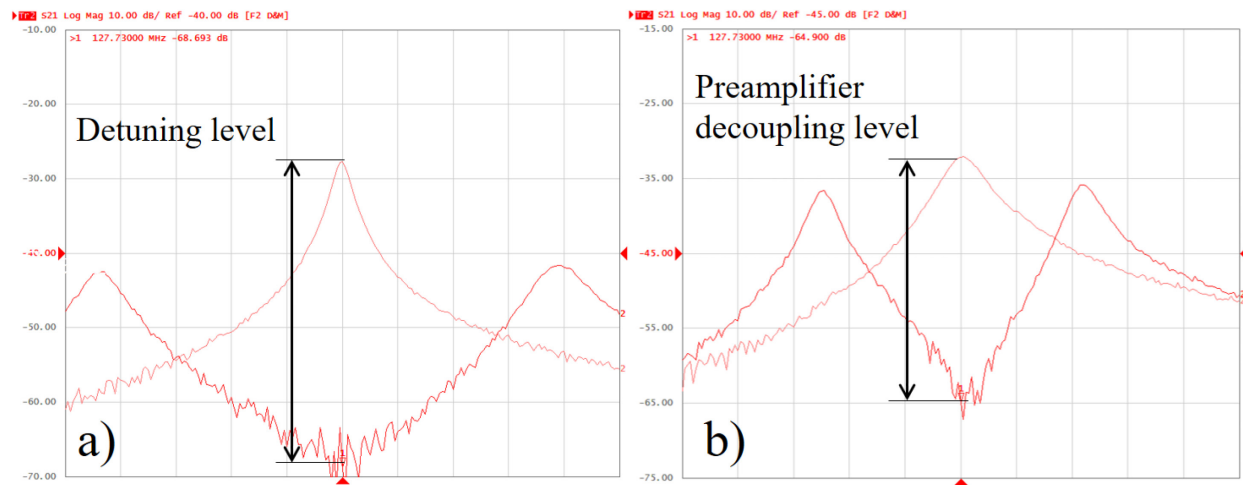 Tr2 S21 Log Mag 10.00 dB/ Ref -40.00 dB [F2 D&M]
>1 127.73000 MHz -68.693 dB
-10.00
-20.00
-30.00
-40.00
-50.00
-60.00
-70.00
Detuning level
a)
1
2
2
Tr2 S21 Log Mag 10.00 dB/ Ref -45.00 dB [F2 D&M]
>1 127.73000 MHz -64.900 dB
-15.00
-25.00
-35.00
-45.00
-55.00
-65.00
-75.00
Preamplifier
decoupling level
b)